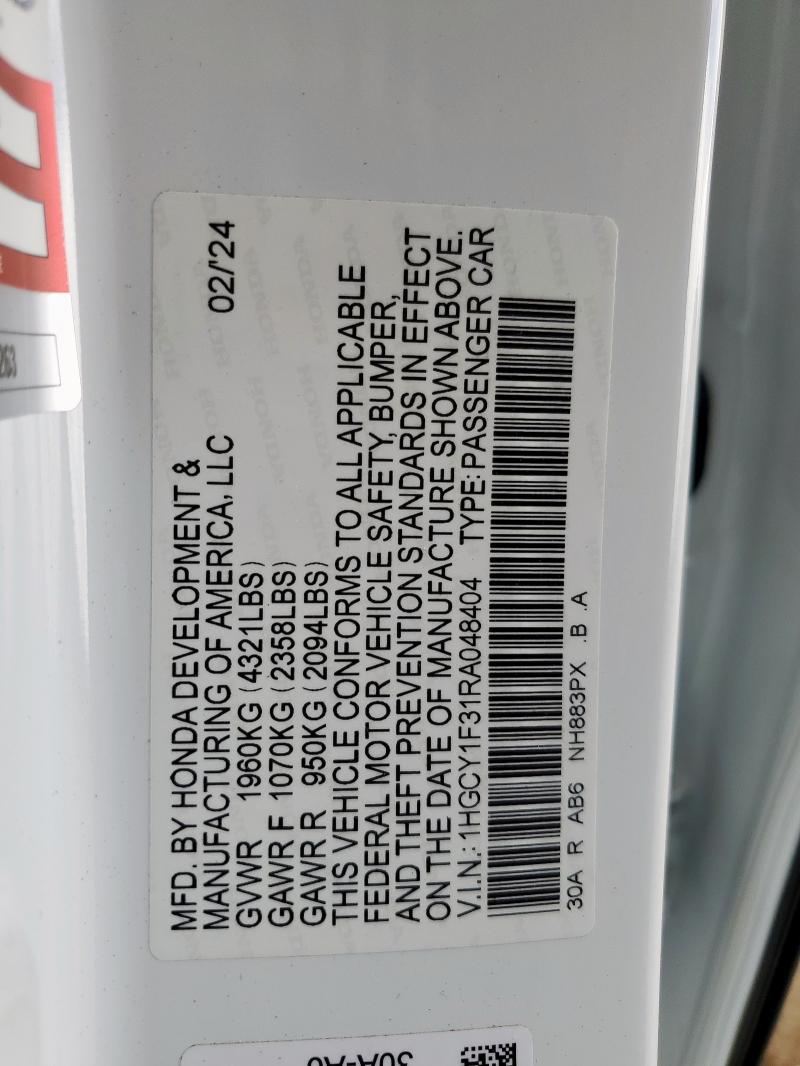 MFD. BY HONDA DEVELOPMENT &
MANUFACTURING OF AMERICA, LLC 02/'24
GVWR 1960KG (4321LBS)
GAWR F 1070KG (2358LBS)
GAWR R 950KG (2094LBS)
THIS VEHICLE CONFORMS TO ALL APPLICABLE
FEDERAL MOTOR VEHICLE SAFETY, BUMPER,
AND THEFT PREVENTION STANDARDS IN EFFECT
ON THE DATE OF MANUFACTURE SHOWN ABOVE.
V.I.N.: 1HGCY1F31RA048404 TYPE: PASSENGER CAR
30A R AB6 NH883PX .B .A
263